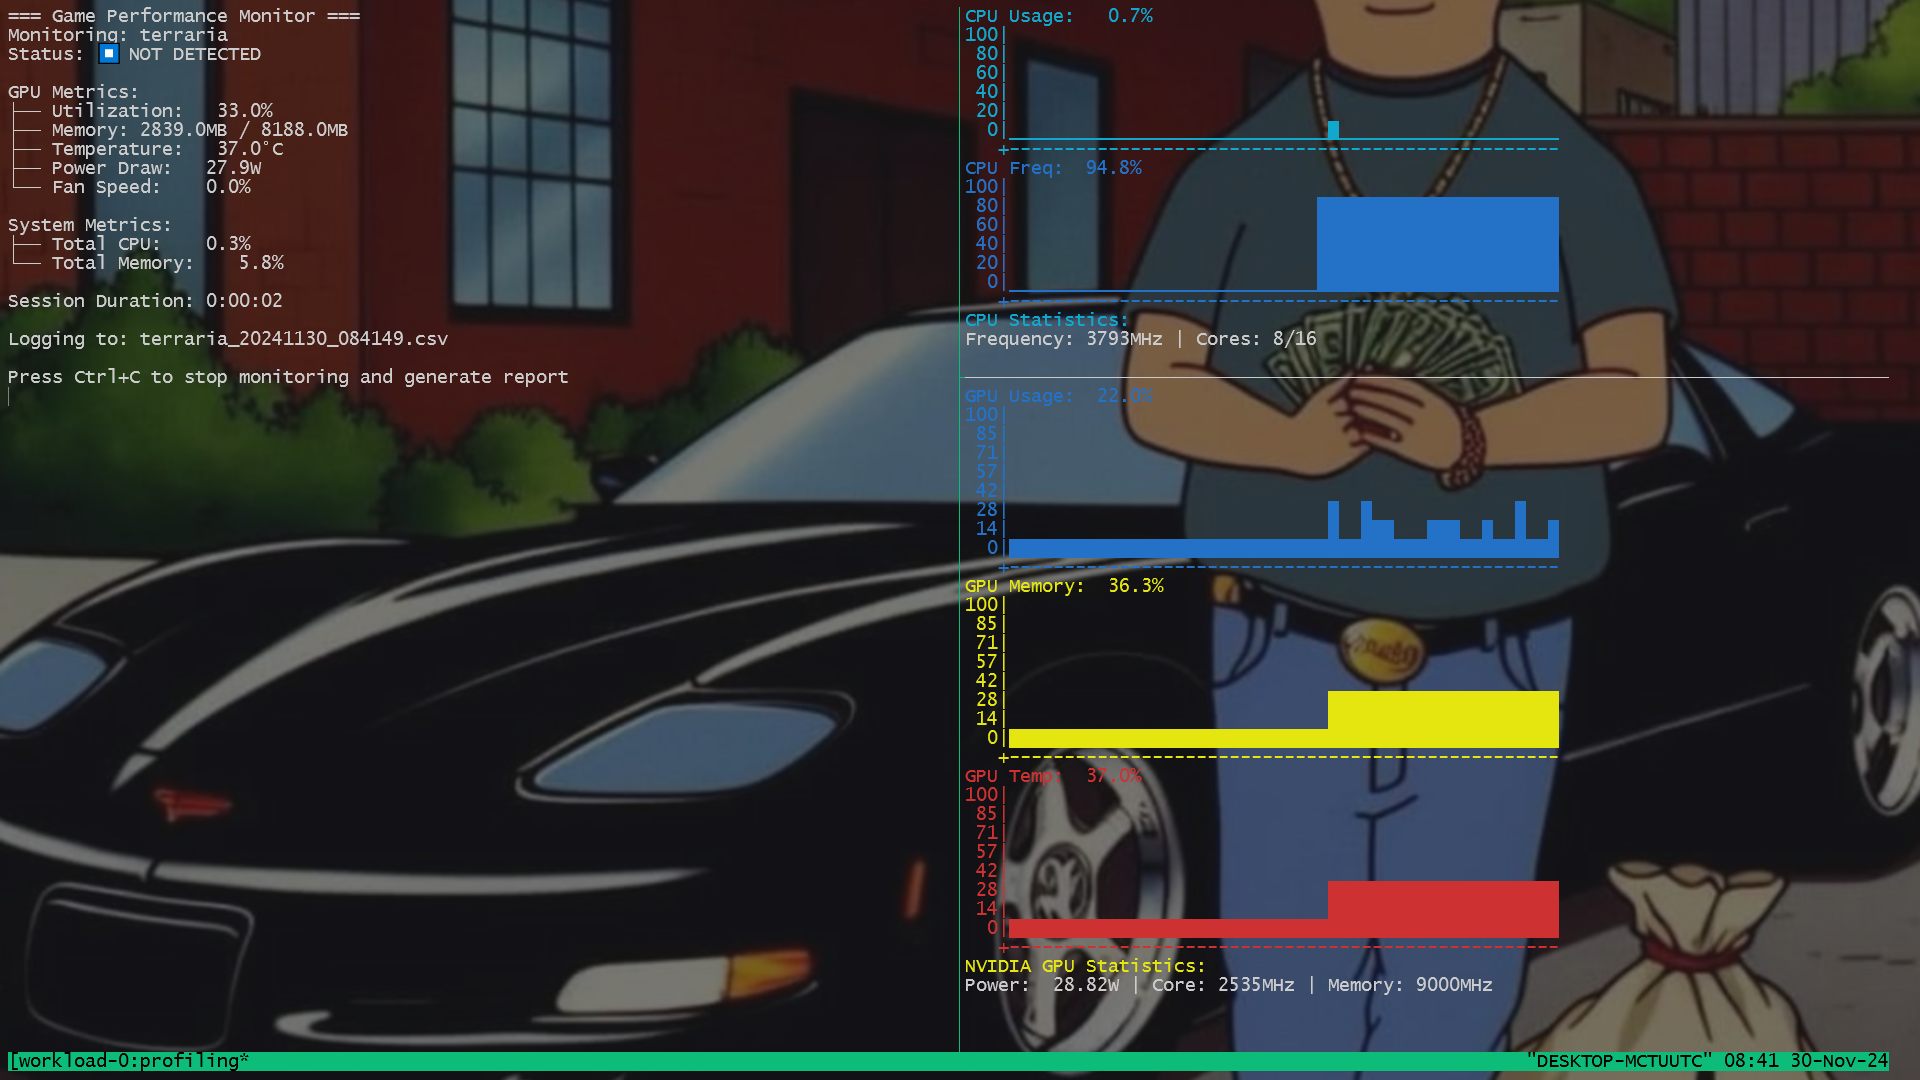 === Game Performance Monitor ===
Monitoring: terraria
Status: NOT DETECTED
GPU Metrics:
├── Utilization: 33.0%
├── Memory: 2839.0MB / 8188.0MB
├── Temperature: 37.0°C
├── Power Draw: 27.9W
└── Fan Speed: 0.0%
System Metrics:
├── Total CPU: 0.3%
└── Total Memory: 5.8%
Session Duration: 0:00:02
Logging to: terraria_20241130_084149.csv
Press Ctrl+C to stop monitoring and generate report
CPU Usage: 0.7%
100|
80|
60|
40|
20|
0|
CPU Freq: 94.8%
100|
80|
60|
40|
20|
0|
CPU Statistics:
Frequency: 3793MHz | Cores: 8/16
GPU Usage: 22.0%
100|
85|
71|
57|
42|
28|
14|
0|
GPU Memory: 36.3%
100|
85|
71|
57|
42|
28|
14|
0|
GPU Temp: 37.0%
100|
85|
71|
57|
42|
28|
14|
0|
NVIDIA GPU Statistics:
Power: 28.82W | Core: 2535MHz | Memory: 9000MHz
[workload-0:profiling*
"DESKTOP-MCTUUTC" 08:41 30-Nov-24